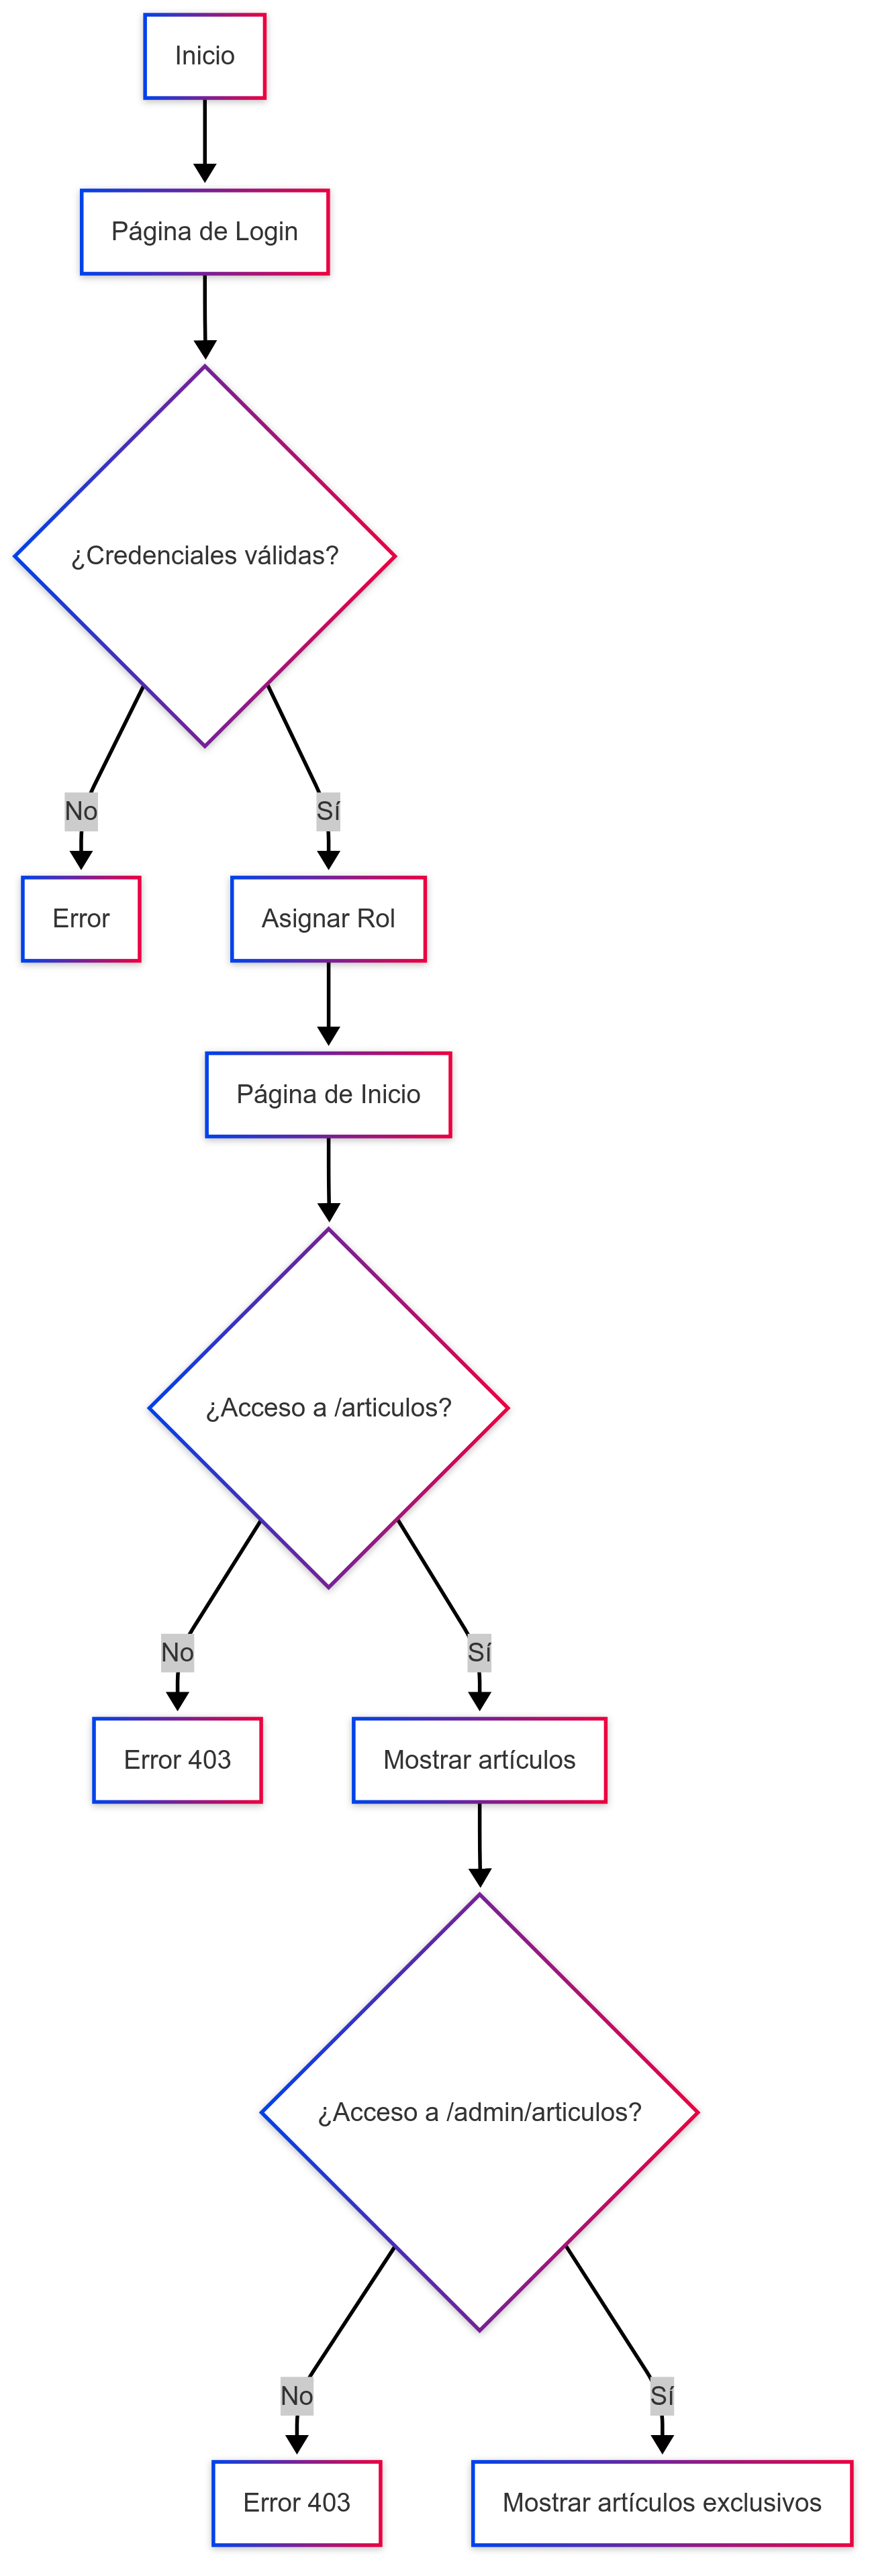 Inicio
Página de Login
¿Credenciales válidas?
No
Sí
Error
Asignar Rol
Página de Inicio
¿Acceso a /articulos?
No
Sí
Error 403
Mostrar artículos
¿Acceso a /admin/articulos?
No
Sí
Error 403
Mostrar artículos exclusivos